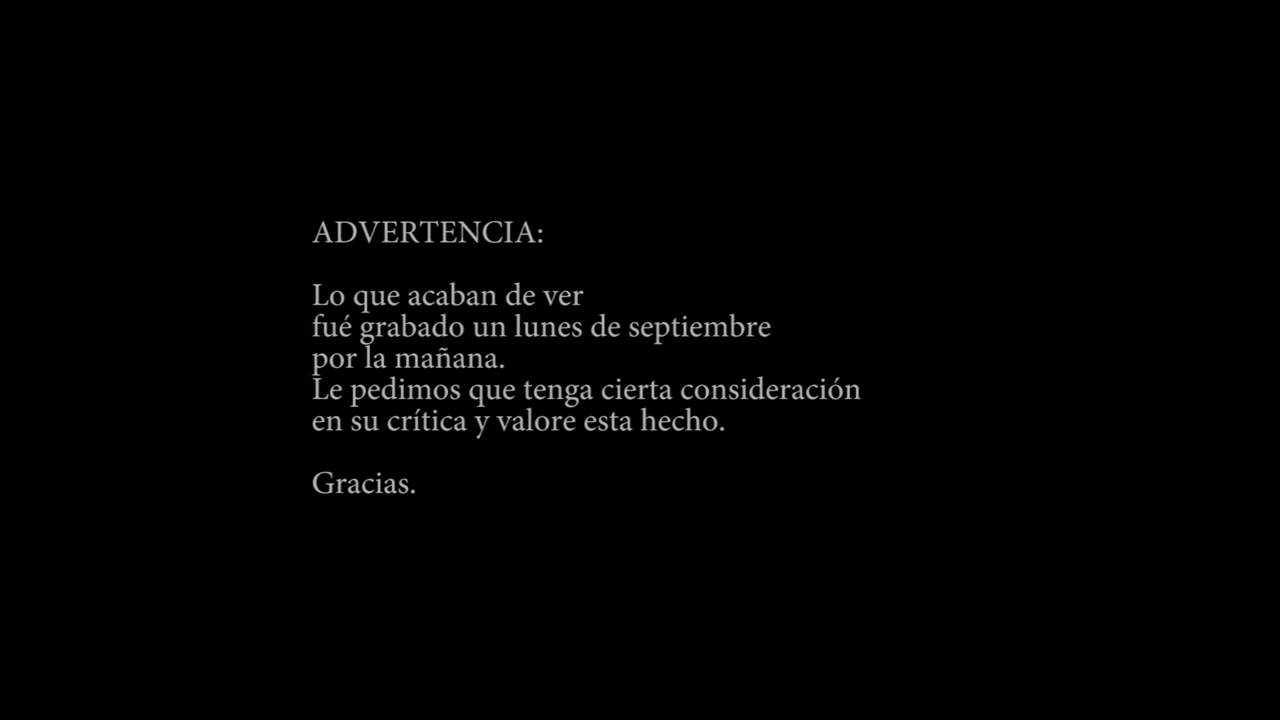 ADVERTENCIA:
Lo que acaban de ver
fué grabado un lunes de septiembre
por la mañana.
Le pedimos que tenga cierta consideración
en su crítica y valore esta hecho.
Gracias.